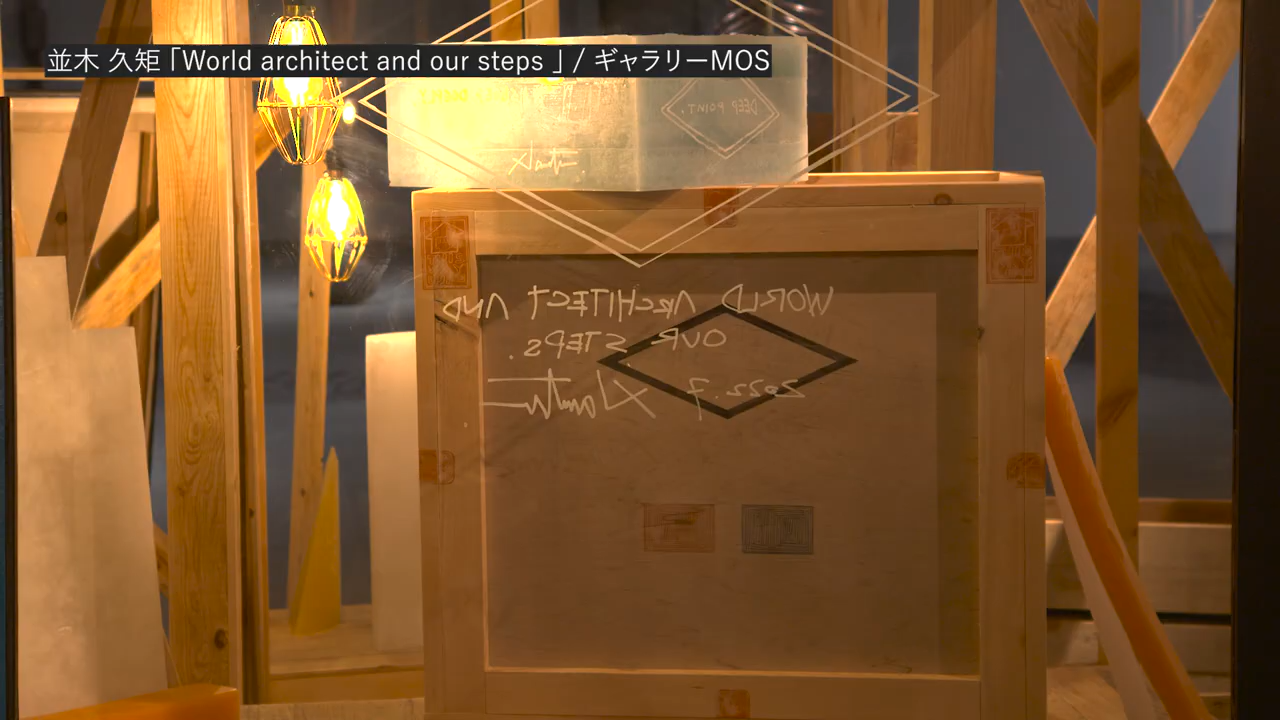 並木 久矩 「World architect and our steps 」 / ギャラリーMOS
DEEP POINT.
WORLD ARCHITECT AND
OUR STEPS.
2022.7